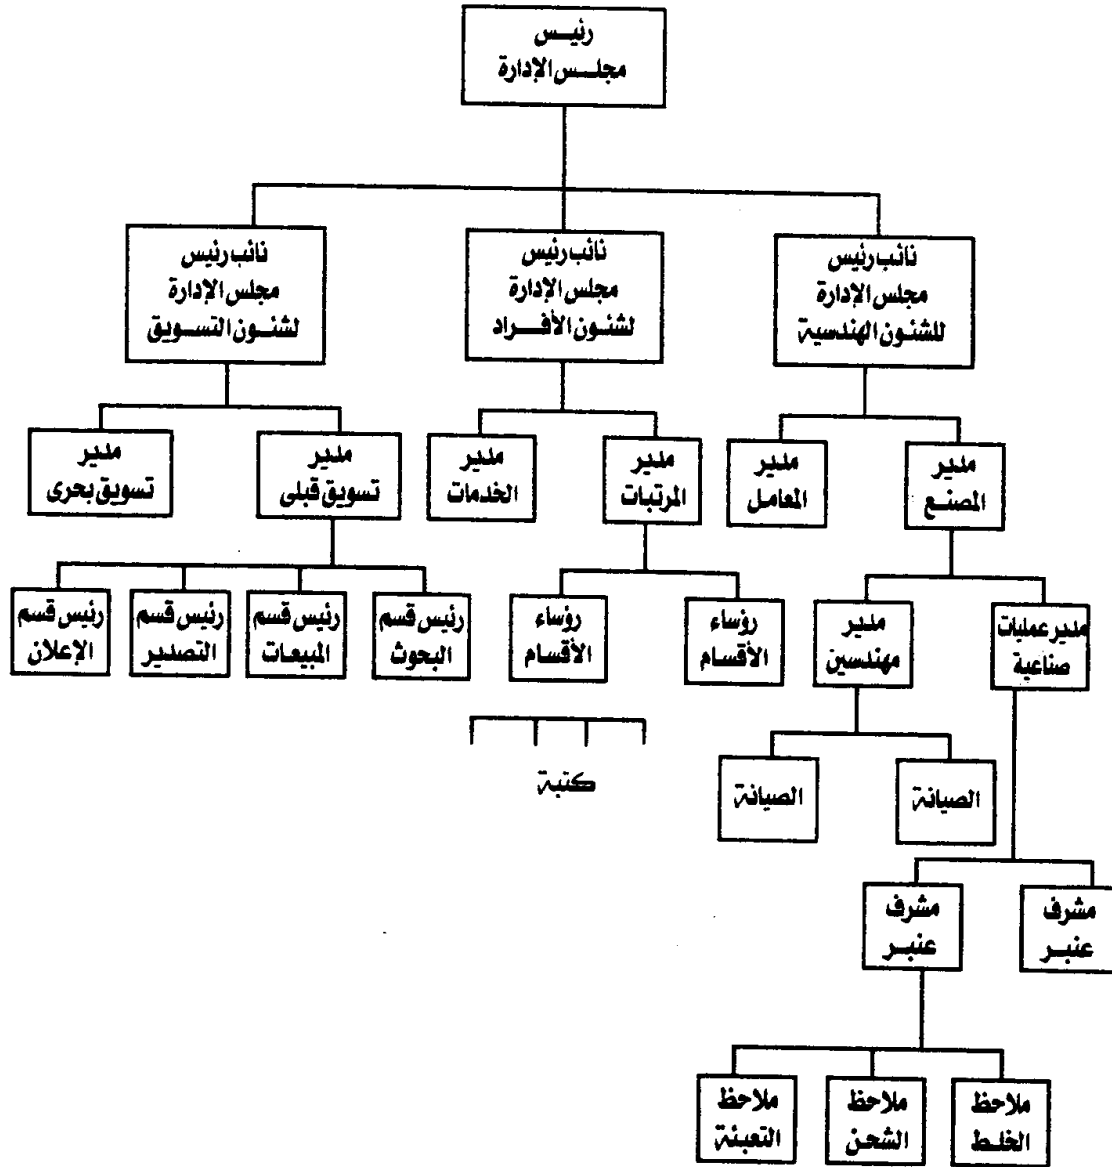 رئيس
مجلس الإدارة
نائب رئيس
مجلس الإدارة
للشئون الهندسية
نائب رئيس
مجلس الإدارة
لشئون الأفراد
نائب رئيس
مجلس الإدارة
لشئون التسويق
مدير
المصنع
مدير
المعامل
مدير
المرتبات
مدير
الخدمات
مدير
تسويق قبلى
مدير
تسويق بحرى
مدير عمليات
صناعية
مدير
مهندسين
رؤساء
الأقسام
رؤساء
الأقسام
رئيس قسم
البحوث
رئيس قسم
المبيعات
رئيس قسم
التصدير
رئيس قسم
الإعلان
كتبة
الصيانة
الصيانة
مشرف
عنبر
مشرف
عنبر
ملاحظ
الخلط
ملاحظ
الشحن
ملاحظ
التعبئة